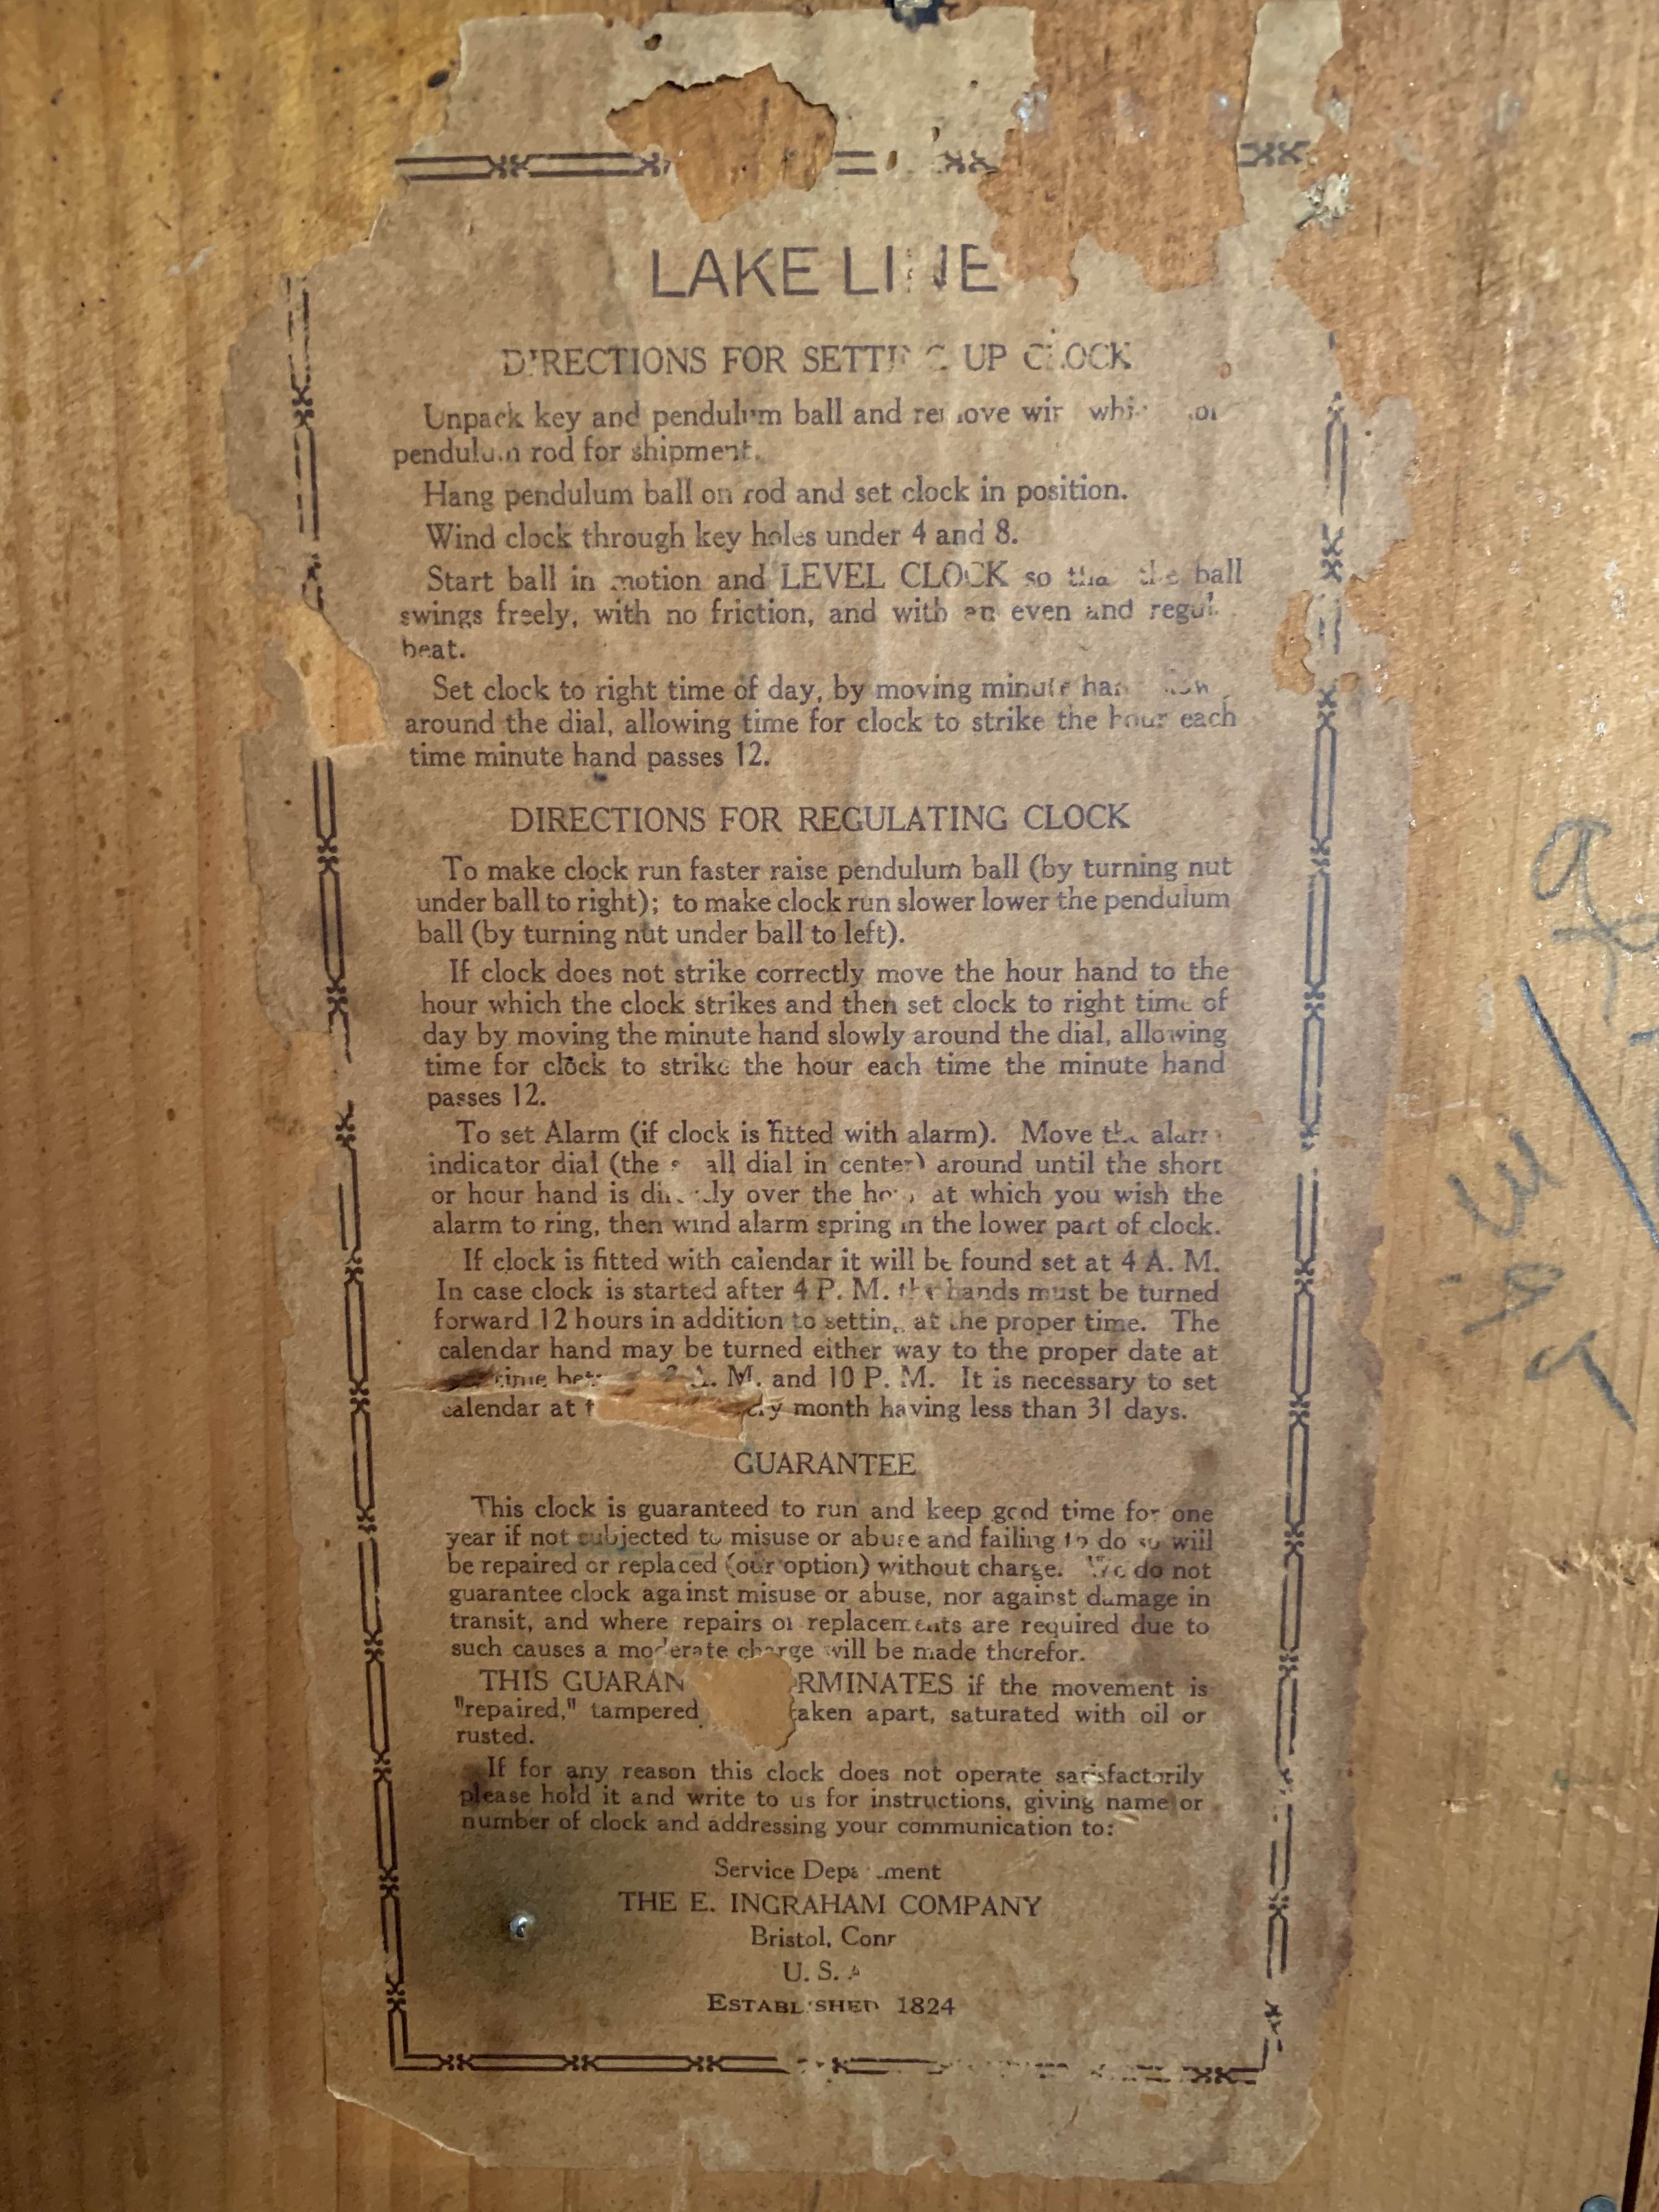 LAKE LINE
DIRECTIONS FOR SETTING UP CLOCK
Unpack key and pendulum ball and remove
pendulum rod for shipment.
Hang pendulum ball on rod and set clock in position.
Wind clock through key holes under 4 and 8.
Start ball in motion and LEVEL CLOCK so that the ball
swings freely, with no friction, and with an even and
beat.
Set clock to right time of day, by moving minute
around the dial, allowing time for clock to strike the hour each
time minute hand passes 12.
DIRECTIONS FOR REGULATING CLOCK
To make clock run faster raise pendulum ball (by turning nut
under ball to right); to make clock run slower lower the pendulum
ball (by turning nut under ball to left).
If clock does not strike correctly move the hour hand to the
hour which the clock strikes and then set clock to right time of
day by moving the minute hand slowly around the dial, allowing
time for clock to strike the hour each time the minute hand
passes 12.
To set Alarm (if clock is fitted with alarm). Move the alarm
indicator dial (the small dial in center) around until the short
or hour hand is directly over the hour at which you wish the
alarm to ring, then wind alarm spring in the lower part of clock.
If clock is fitted with calendar it will be found set at 4 A. M.
In case clock is started after 4 P. M. the hands must be turned
forward 12 hours in addition to setting at the proper time. The
calendar hand may be turned either way to the proper date at
time A. M. and 10 P. M. It is necessary to set
calendar at month having less than 31 days.
GUARANTEE
This clock is guaranteed to run and keep good time for one
year if not subjected to misuse or abuse and failing to do so will
be repaired or replaced (our option) without charge. We do not
guarantee clock against misuse or abuse, nor against damage in
transit, and where repairs or replacements are required due to
such causes a moderate charge will be made therefor.
THIS if the movement is
"repaired," tampered taken apart, saturated with oil or
rusted.
If for any reason this clock does not operate satisfactorily
please hold it and write to us for instructions, giving name or
number of clock and addressing your communication to:
Service Department
THE E. INGRAHAM COMPANY
Bristol, Conn
U. S. A
ESTABLISHED 1824